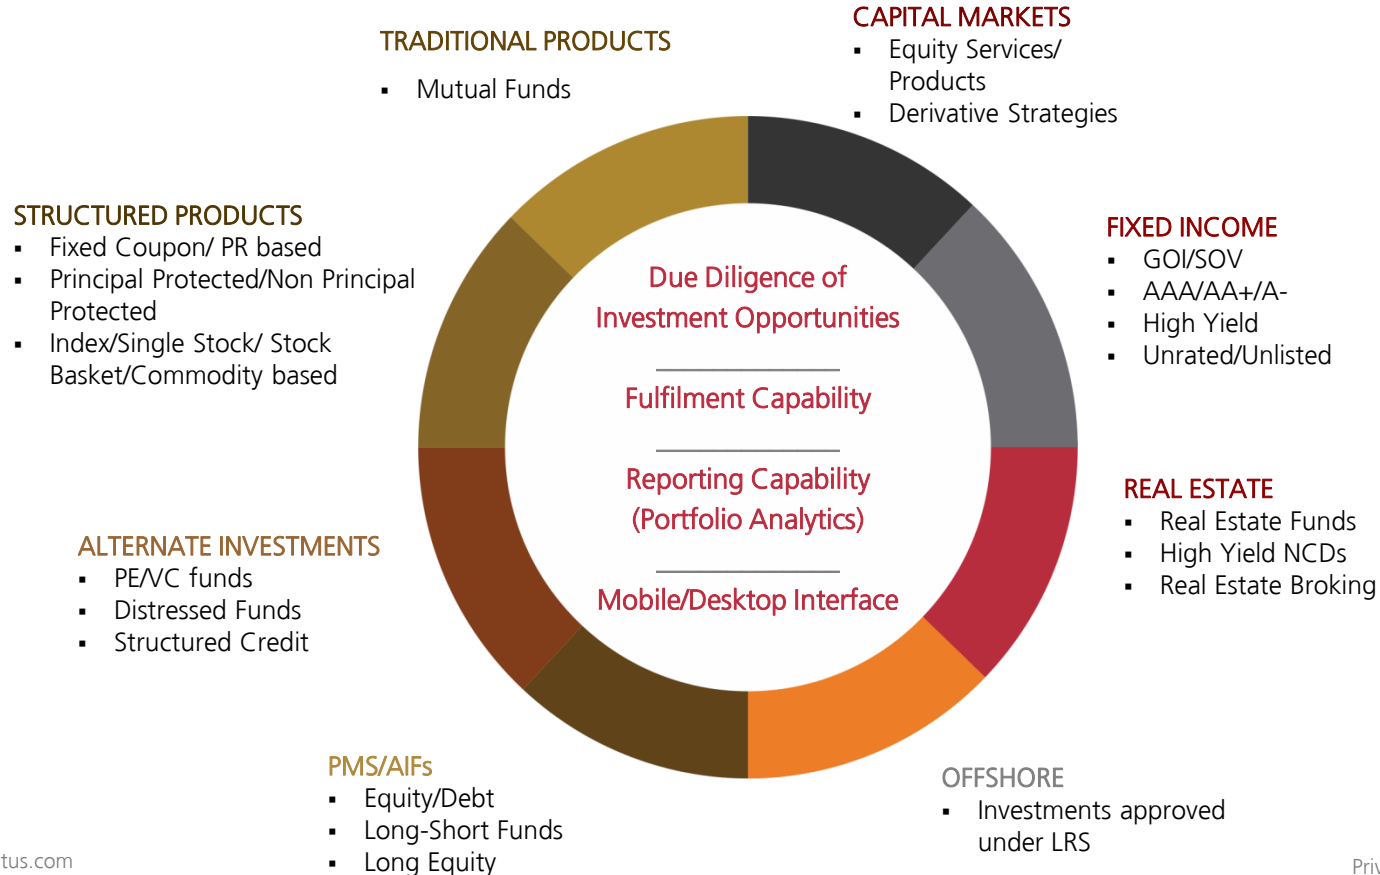 CAPITAL MARKETS
▪ Equity Services/
Products
▪ Derivative Strategies
TRADITIONAL PRODUCTS
▪ Mutual Funds
STRUCTURED PRODUCTS
▪ Fixed Coupon/ PR based
▪ Principal Protected/Non Principal
Protected
▪ Index/Single Stock/ Stock
Basket/Commodity based
FIXED INCOME
▪ GOI/SOV
▪ AAA/AA+/A-
▪ High Yield
▪ Unrated/Unlisted
Due Diligence of
Investment Opportunities
Fulfilment Capability
Reporting Capability
(Portfolio Analytics)
Mobile/Desktop Interface
REAL ESTATE
▪ Real Estate Funds
▪ High Yield NCDs
▪ Real Estate Broking
ALTERNATE INVESTMENTS
▪ PE/VC funds
▪ Distressed Funds
▪ Structured Credit
PMS/AIFs
▪ Equity/Debt
▪ Long-Short Funds
▪ Long Equity
OFFSHORE
▪ Investments approved
under LRS
tus.com
Priv